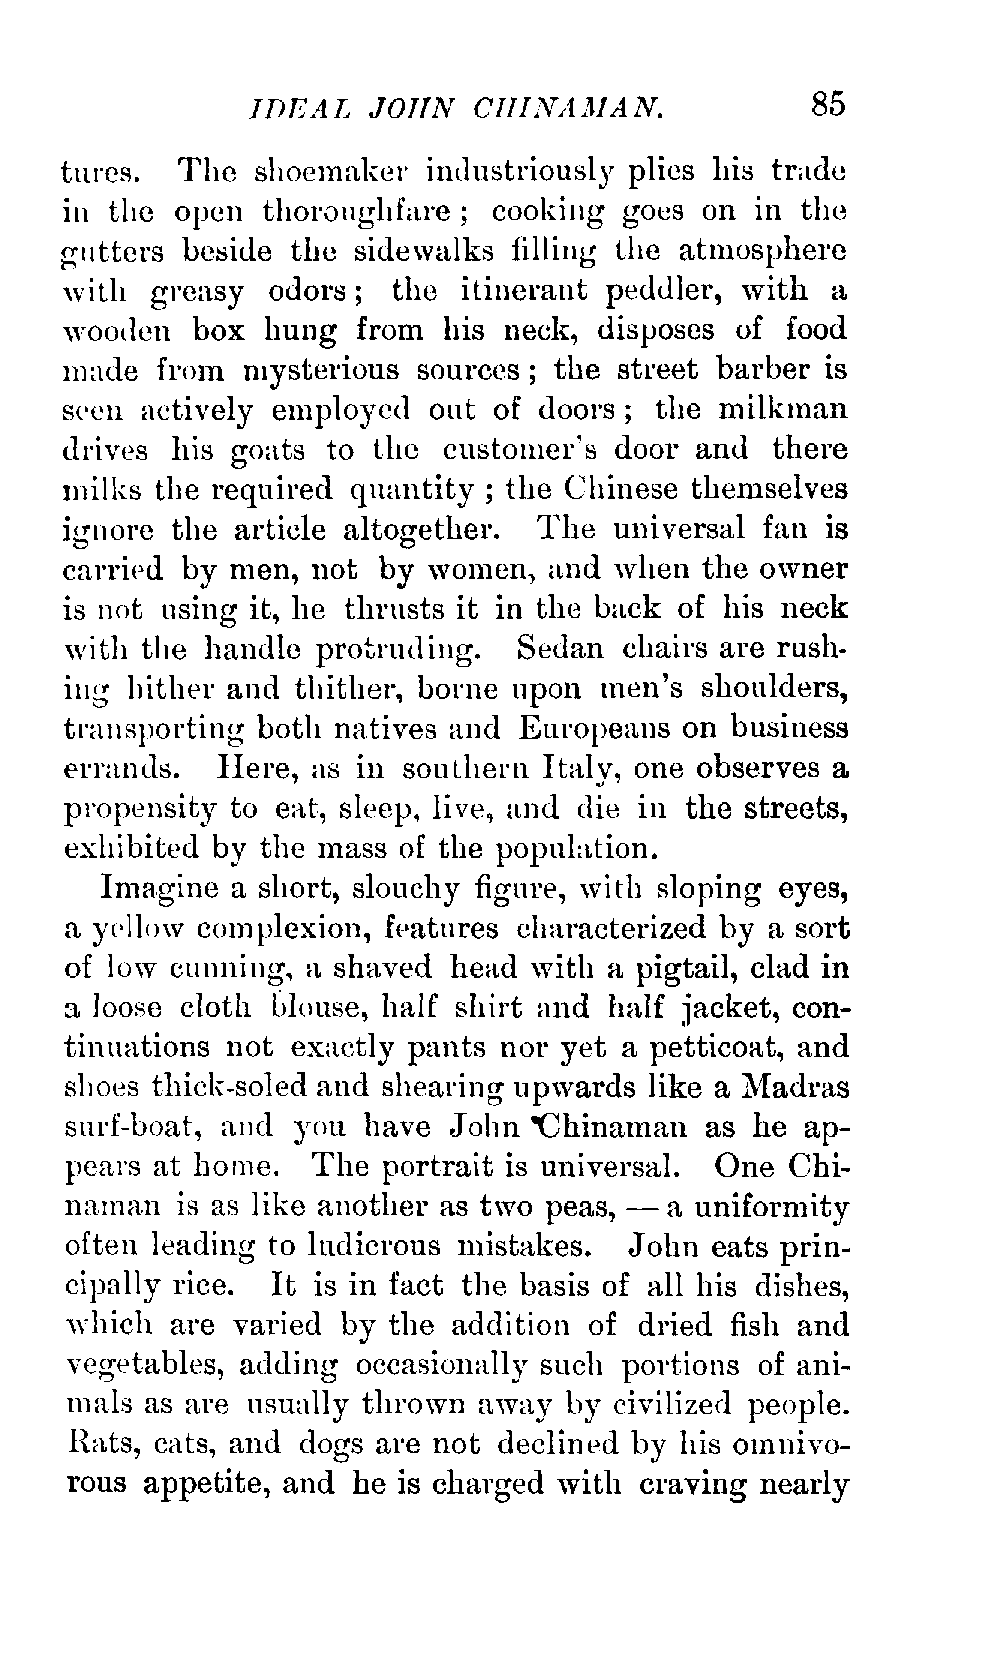 IDEAL JOHN CHINAMAN. 85
tures. The shoemaker industriously plies his trade
in the open thoroughfare ; cooking goes on in the
gutters beside the sidewalks filling the atmosphere
with greasy odors ; the itinerant peddler, with a
wooden box hung from his neck, disposes of food
made from mysterious sources ; the street barber is
seen actively employed out of doors ; the milkman
drives his goats to the customer's door and there
milks the required quantity ; the Chinese themselves
ignore the article altogether. The universal fan is
carried by men, not by women, and when the owner
is not using it, he thrusts it in the back of his neck
with the handle protruding. Sedan chairs are rush-
ing hither and thither, borne upon men's shoulders,
transporting both natives and Europeans on business
errands. Here, as in southern Italy, one observes a
propensity to eat, sleep, live, and die in the streets,
exhibited by the mass of the population.
Imagine a short, slouchy figure, with sloping eyes,
a yellow complexion, features characterized by a sort
of low cunning, a shaved head with a pigtail, clad in
a loose cloth blouse, half shirt and half jacket, con-
tinuations not exactly pants nor yet a petticoat, and
shoes thick-soled and shearing upwards like a Madras
surf-boat, and you have John Chinaman as he ap-
pears at home. The portrait is universal. One Chi-
naman is as like another as two peas, — a uniformity
often leading to ludicrous mistakes. John eats prin-
cipally rice. It is in fact the basis of all his dishes,
which are varied by the addition of dried fish and
vegetables, adding occasionally such portions of ani-
mals as are usually thrown away by civilized people.
Rats, cats, and dogs are not declined by his omnivo-
rous appetite, and he is charged with craving nearly